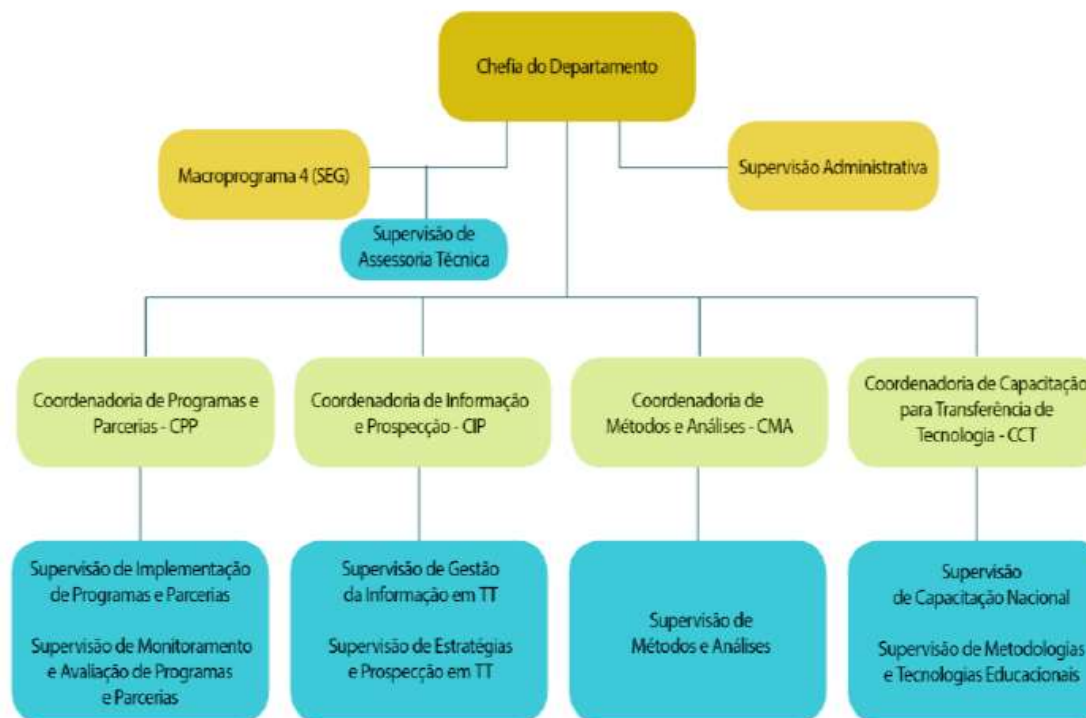 Chefia do Departamento
Macroprograma 4 (SEG)
Supervisão Administrativa
Supervisão de
Assessoria Técnica
Coordenadoria de Programas e
Parcerias - CPP
Coordenadoria de Informação
e Prospecção - CIP
Coordenadoria de
Métodos e Análises - CMA
Coordenadoria de Capacitação
para Transferência de
Tecnologia - CCT
Supervisão de Implementação
de Programas e Parcerias
Supervisão de Monitoramento
e Avaliação de Programas
e Parcerias
Supervisão de Gestão
da Informação em TT
Supervisão de Estratégias
e Prospecção em TT
Supervisão de
Métodos e Análises
Supervisão
de Capacitação Nacional
Supervisão de Metodologias
e Tecnologias Educacionais